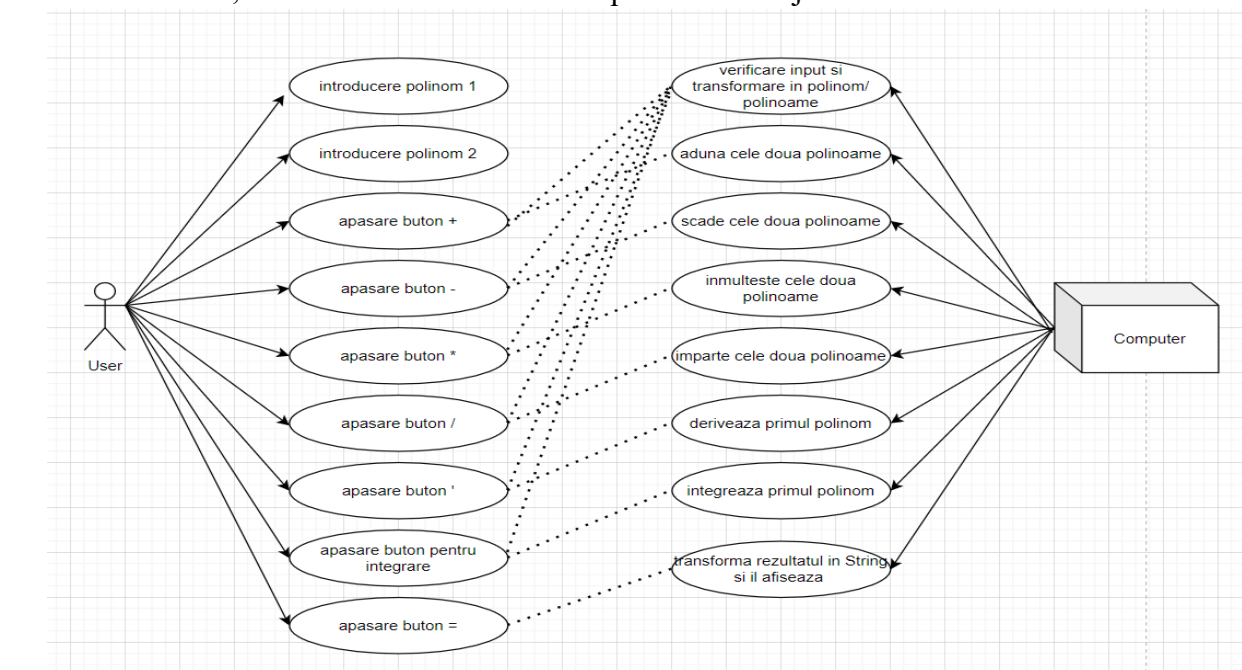 introducere polinom 1
introducere polinom 2
apasare buton +
apasare buton -
apasare buton *
apasare buton /
apasare buton '
apasare buton pentru
integrare
apasare buton =
User
verificare input si
transformare in polinom/
polinoame
aduna cele doua polinoame
scade cele doua polinoame
inmulteste cele doua
polinoame
imparte cele doua polinoame
deriveaza primul polinom
integreaza primul polinom
transforma rezultatul in String
si il afiseaza
Computer